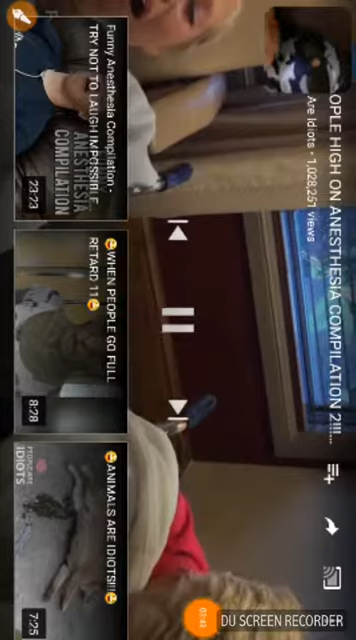 OPLE HIGH ON ANESTHESIA COMPILATION 2!!!...
Are Idiots • 1,028,251 views
Funny Anesthesia Compilation -
TRY NOT TO LAUGH IMPOSSIBLE...
ANESTHESIA
COMPILATION
23:23
WHEN PEOPLE GO FULL
RETARD 11
8:28
ANIMALS ARE IDIOTS!!!
PEOPLE ARE
IDIOTS
7:25
DU SCREEN RECORDER